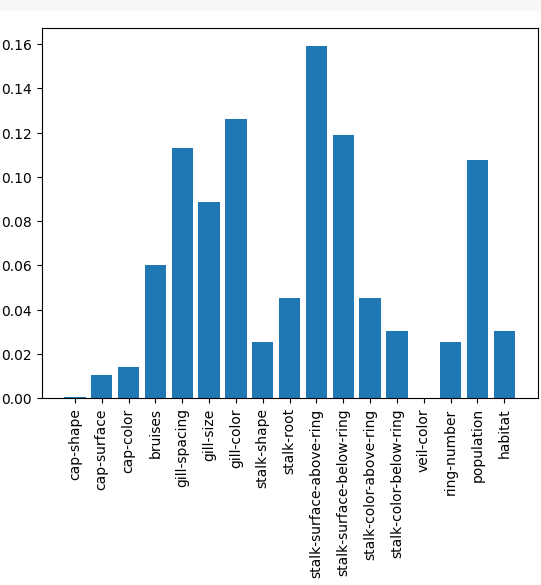 0.16
0.14
0.12
0.10
0.08
0.06
0.04
0.02
0.00
cap-shape
cap-surface
cap-color
bruises
gill-spacing
gill-size
gill-color
stalk-shape
stalk-root
stalk-surface-above-ring
stalk-surface-below-ring
stalk-color-above-ring
stalk-color-below-ring
veil-color
ring-number
population
habitat